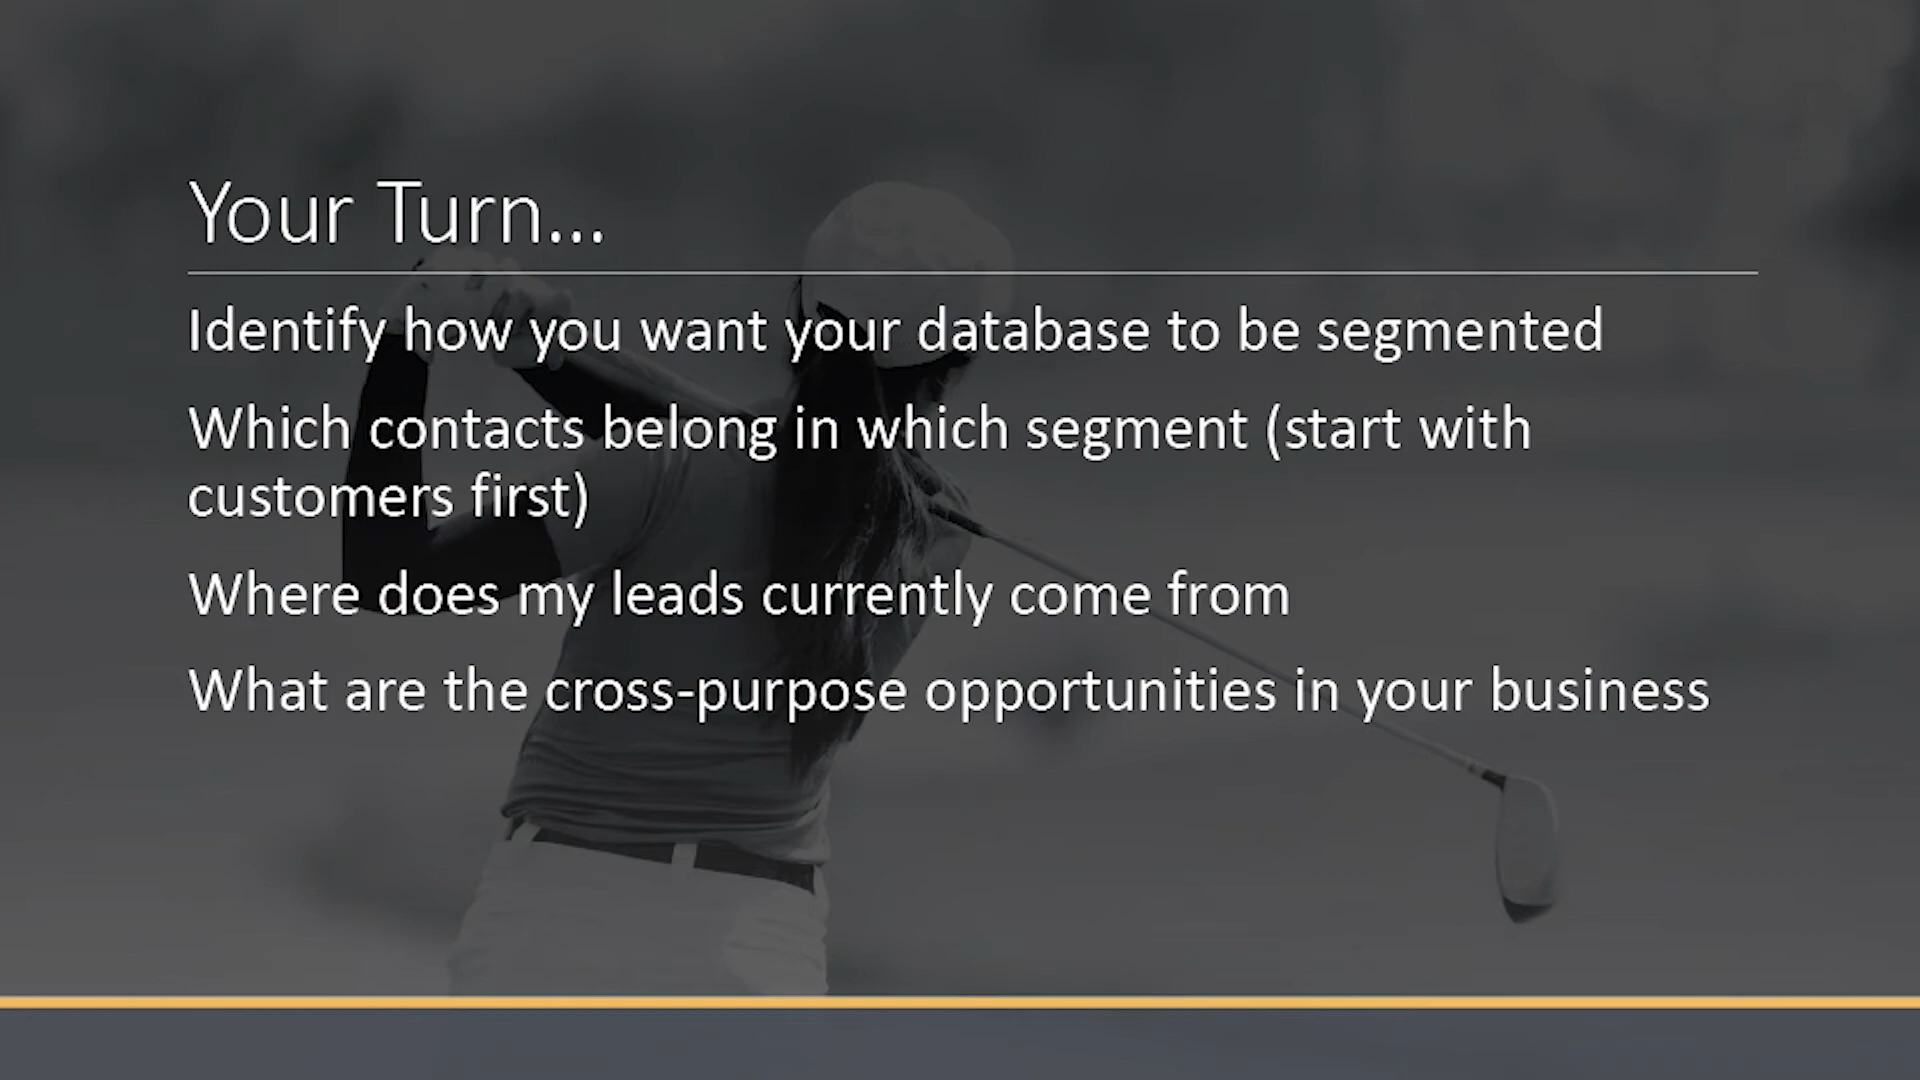 Your Turn...
Identify how you want your database to be segmented
Which contacts belong in which segment (start with
customers first)
Where does my leads currently come from
What are the cross-purpose opportunities in your business